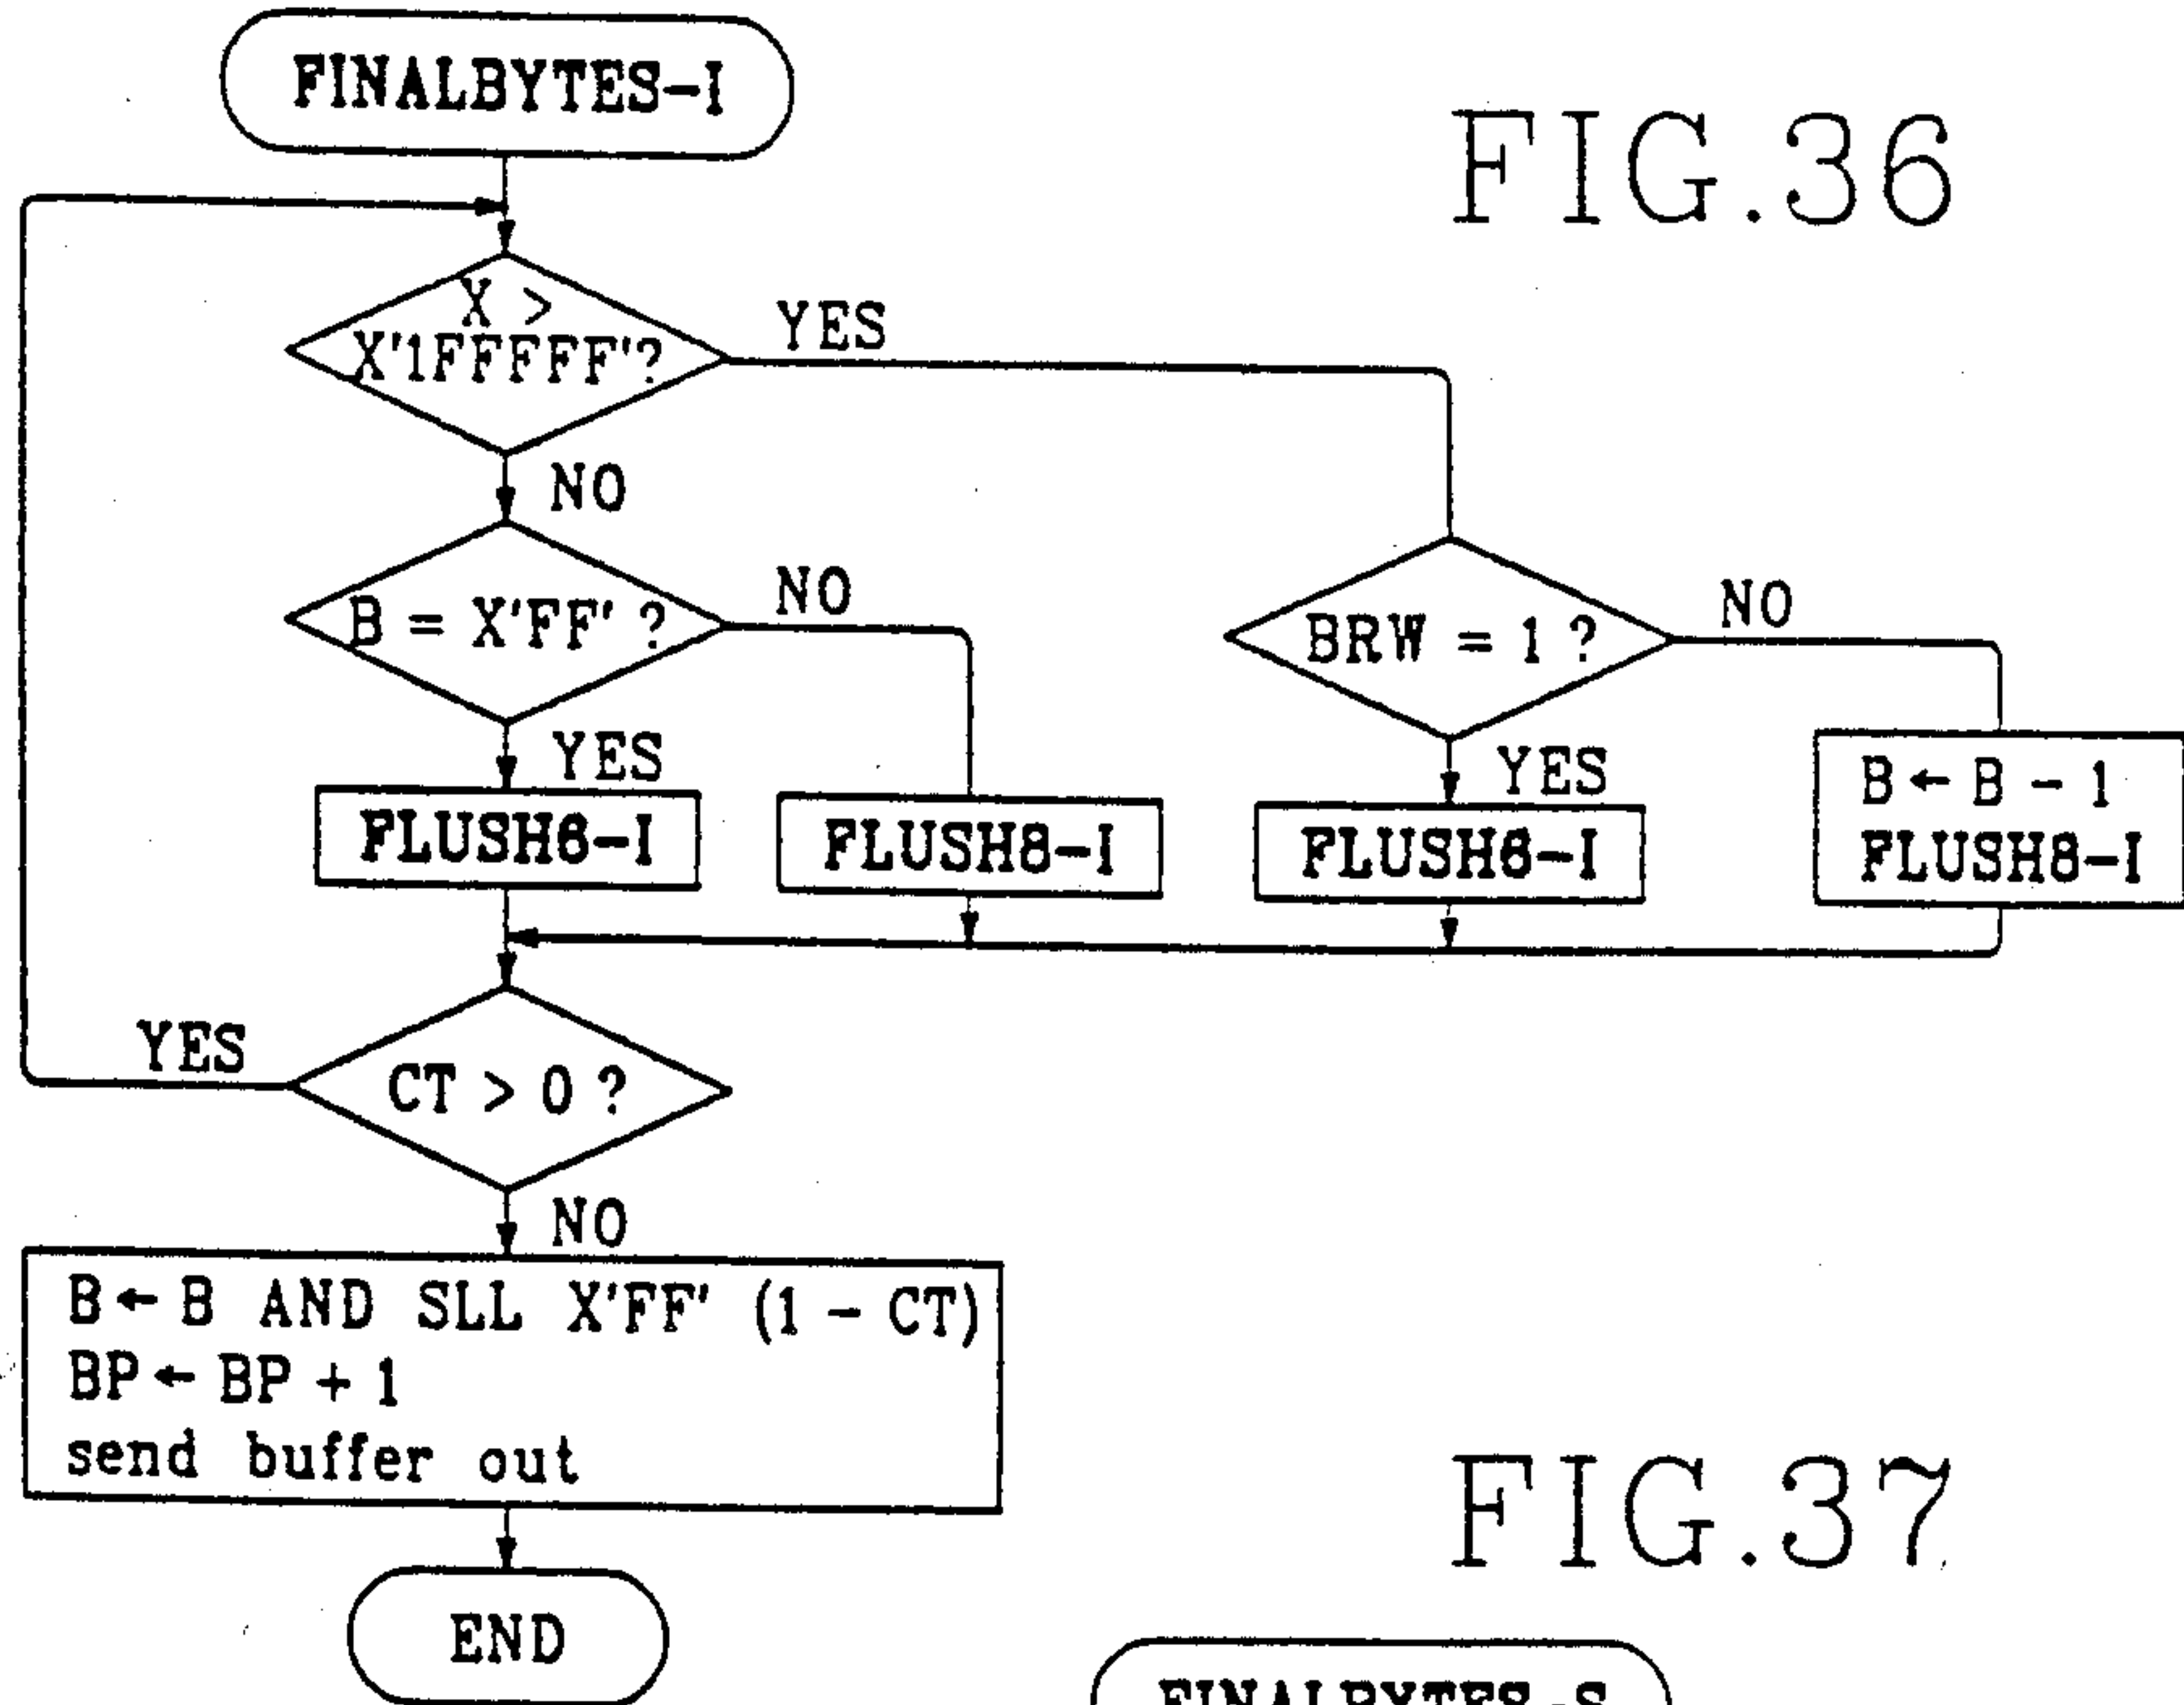 FINALBYTES-I
FIG.36
X >
X'1FFFFF'?
YES
NO
B = X'FF' ?
NO
BRW = 1 ?
NO
YES
FLUSH6-I
FLUSH8-I
YES
FLUSH6-I
B ← B - 1
FLUSH8-I
YES
CT > 0 ?
NO
B ← B AND SLL X'FF' (1 - CT)
BP ← BP + 1
send buffer out
FIG.37
END
FINALBYTES-S